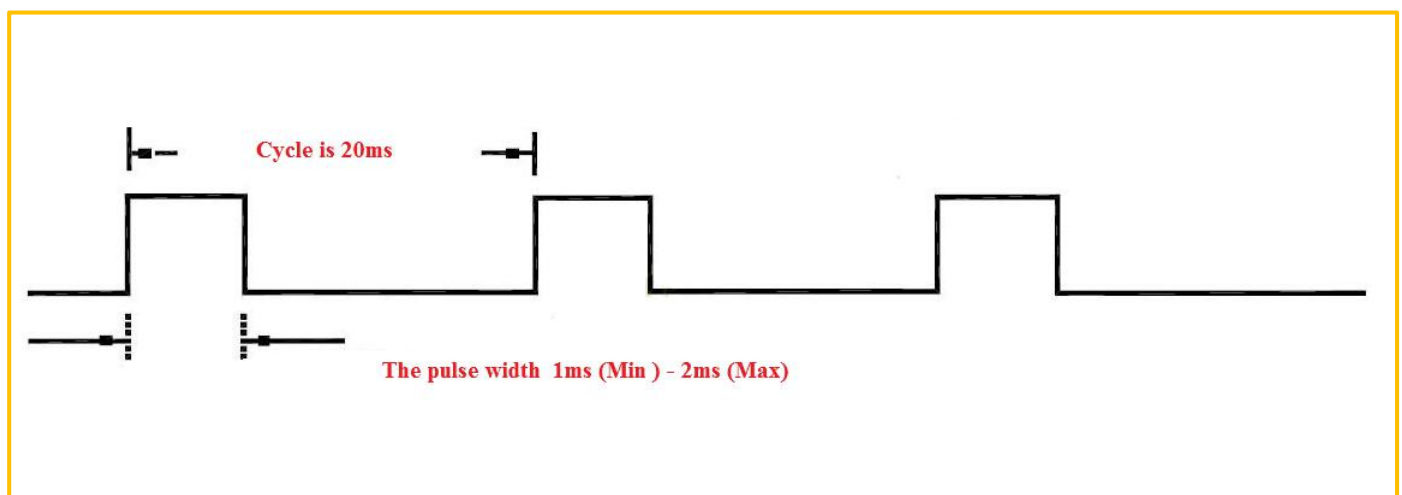 Cycle is 20ms
The pulse width 1ms (Min ) - 2ms (Max)